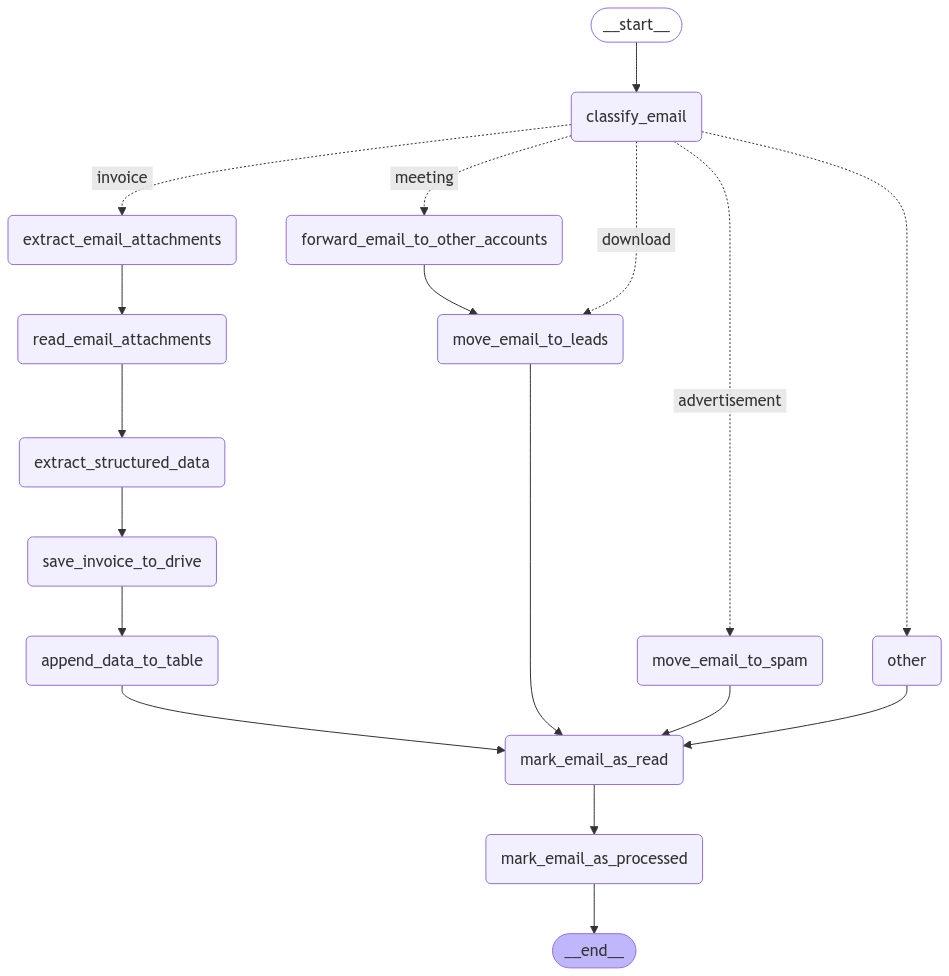 __start__
classify_email
invoice
meeting
extract_email_attachments
forward_email_to_other_accounts
download
read_email_attachments
move_email_to_leads
advertisement
extract_structured_data
save_invoice_to_drive
append_data_to_table
move_email_to_spam
other
mark_email_as_read
mark_email_as_processed
__end__